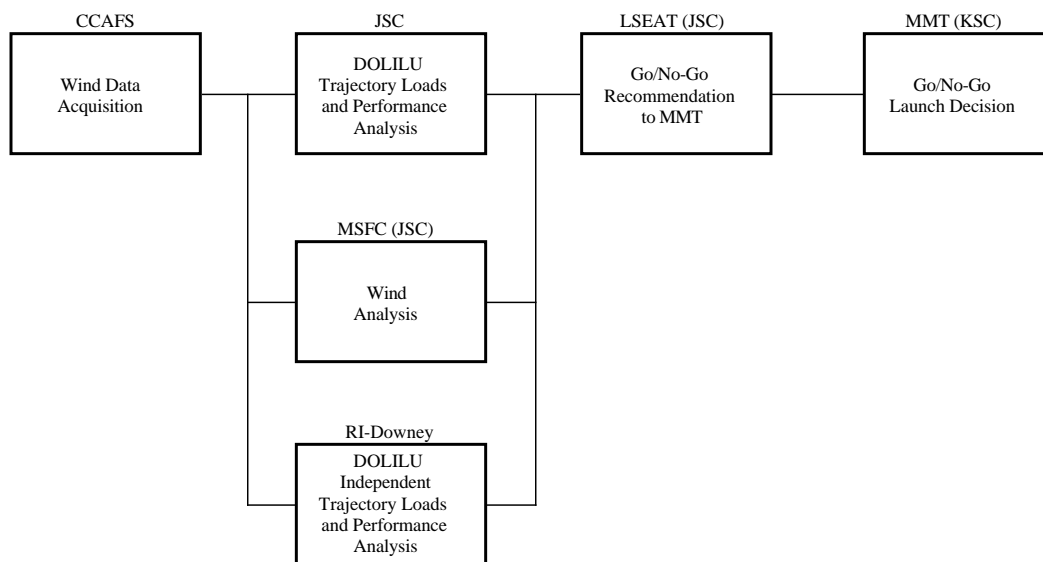 CCAFS
Wind Data
Acquisition
JSC
DOLILU
Trajectory Loads
and Performance
Analysis
LSEAT (JSC)
Go/No-Go
Recommendation
to MMT
MMT (KSC)
Go/No-Go
Launch Decision
MSFC (JSC)
Wind
Analysis
RI-Downey
DOLILU
Independent
Trajectory Loads
and Performance
Analysis